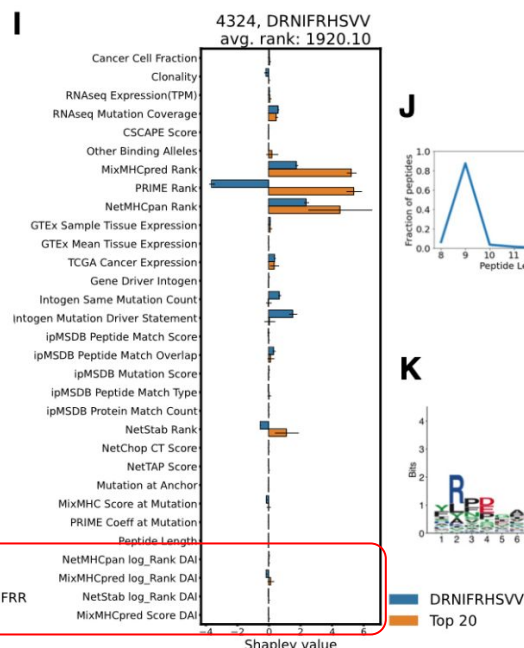 I
4324, DRNIFRHSVV
avg. rank: 1920.10
Cancer Cell Fraction
Clonality
RNAseq Expression(TPM)
RNAseq Mutation Coverage
CSCAPE Score
Other Binding Alleles
MixMHCpred Rank
PRIME Rank
NetMHCpan Rank
GTEx Sample Tissue Expression
GTEx Mean Tissue Expression
TCGA Cancer Expression
Gene Driver Intogen
Intogen Same Mutation Count
Intogen Mutation Driver Statement
ipMSDB Peptide Match Score
ipMSDB Peptide Match Overlap
ipMSDB Mutation Score
ipMSDB Peptide Match Type
ipMSDB Protein Match Count
NetStab Rank
NetChop CT Score
NetTAP Score
Mutation at Anchor
MixMHC Score at Mutation
PRIME Coeff at Mutation
Peptide Length
NetMHCpan log_Rank DAI
MixMHCpred log_Rank DAI
NetStab log_Rank DAI
MixMHCpred Score DAI
FRR
−4 −2 0 2 4 6
Shapley value
DRNIFRHSVV
Top 20
J
Fraction of peptides
1.0
0.8
0.6
0.4
0.2
0.0
8 9 10 11
Peptide Le
K
Bits
4
3
2
1
0
R
1 2 3 4 5 6